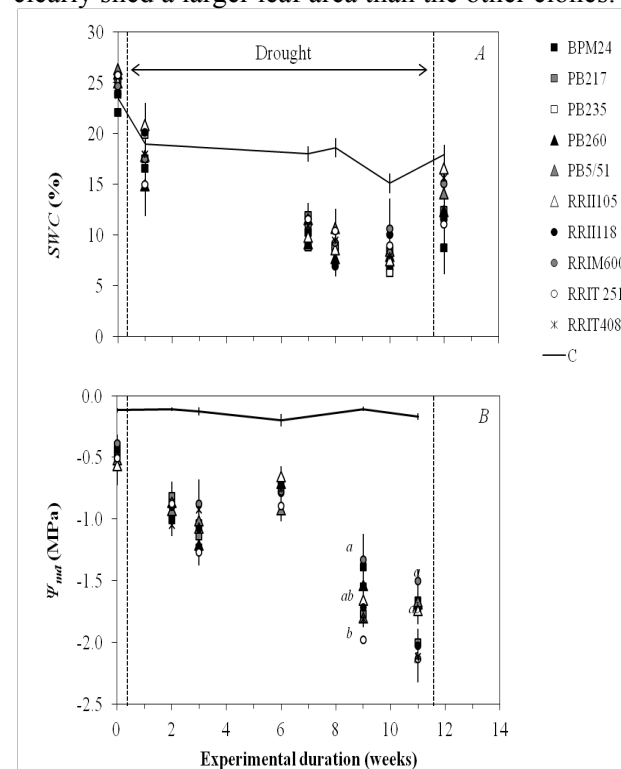 clearly shed a larger leaf area than the other clones.
30
25
20
15
10
5
0
SWC (%)
Drought
A
BPM24
PB217
PB235
PB260
PB5/51
RRII105
RRII118
RRIM600
RRIT 251
RRIT408
C
0.0
-0.5
-1.0
-1.5
-2.0
-2.5
Ψmd (MPa)
B
a
ab
b
a
0 2 4 6 8 10 12 14
Experimental duration (weeks)